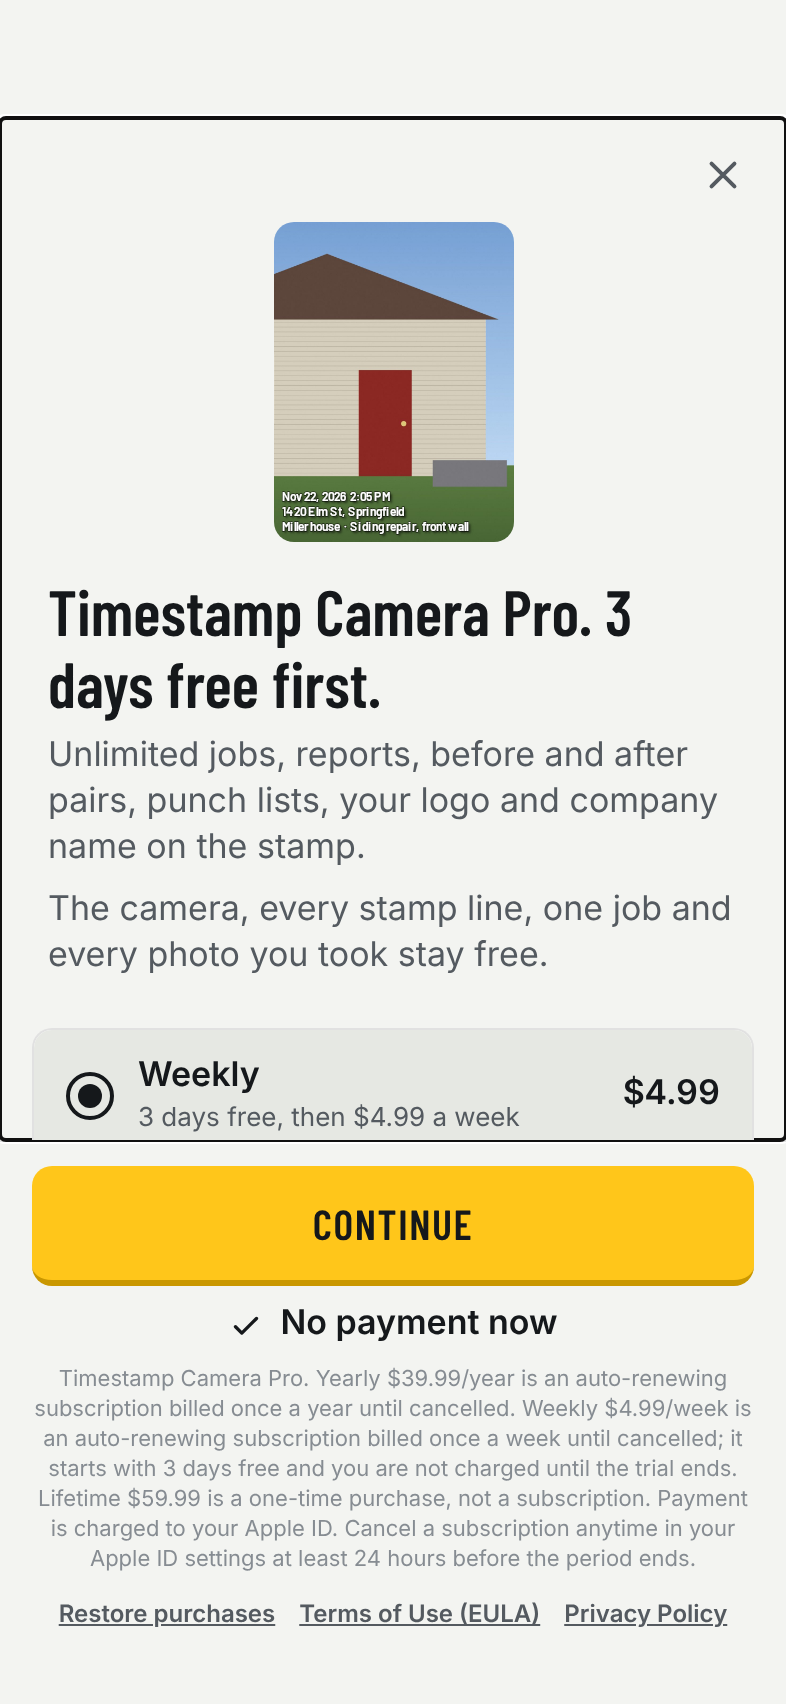 Nov 22, 2026 2:05 PM
1420 Elm St, Springfield
Miller house · Siding repair, front wall
Timestamp Camera Pro. 3
days free first.
Unlimited jobs, reports, before and after
pairs, punch lists, your logo and company
name on the stamp.
The camera, every stamp line, one job and
every photo you took stay free.
Weekly
$4.99
3 days free, then $4.99 a week
CONTINUE
No payment now
Timestamp Camera Pro. Yearly $39.99/year is an auto-renewing
subscription billed once a year until cancelled. Weekly $4.99/week is
an auto-renewing subscription billed once a week until cancelled; it
starts with 3 days free and you are not charged until the trial ends.
Lifetime $59.99 is a one-time purchase, not a subscription. Payment
is charged to your Apple ID. Cancel a subscription anytime in your
Apple ID settings at least 24 hours before the period ends.
Restore purchases Terms of Use (EULA) Privacy Policy